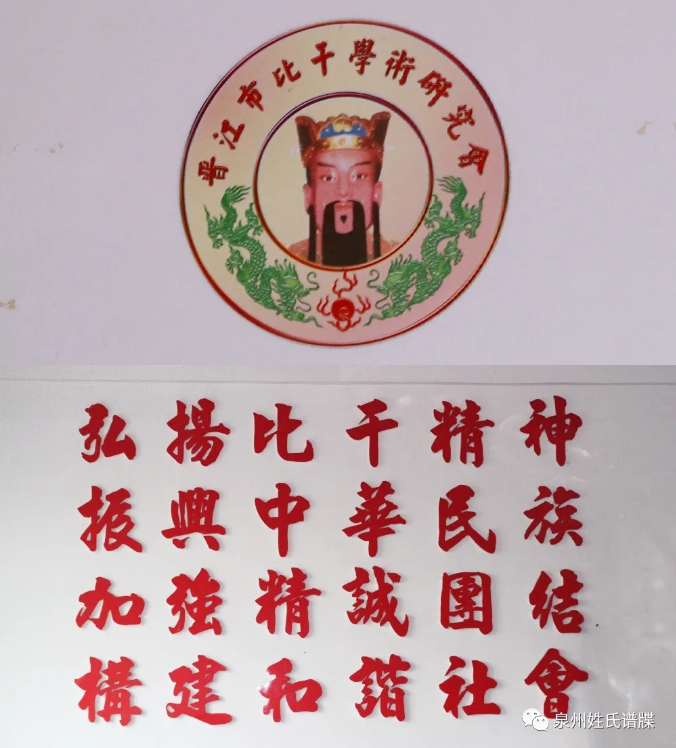 晋江市比干學術研究會
弘揚比干精神
振興中華民族
加強精誠團結
構建和諧社會
泉州姓氏谱牒